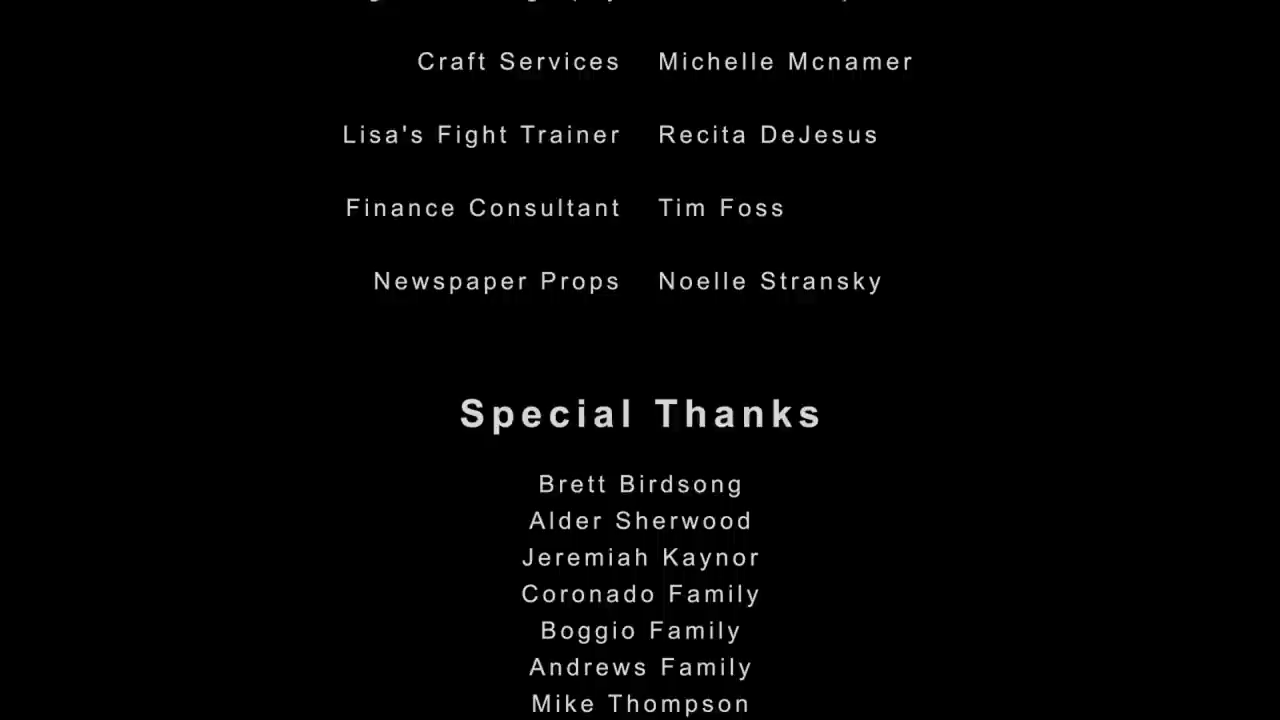 Craft Services Michelle Mcnamer
Lisa's Fight Trainer Recita DeJesus
Finance Consultant Tim Foss
Newspaper Props Noelle Stransky
Special Thanks
Brett Birdsong
Alder Sherwood
Jeremiah Kaynor
Coronado Family
Boggio Family
Andrews Family
Mike Thompson